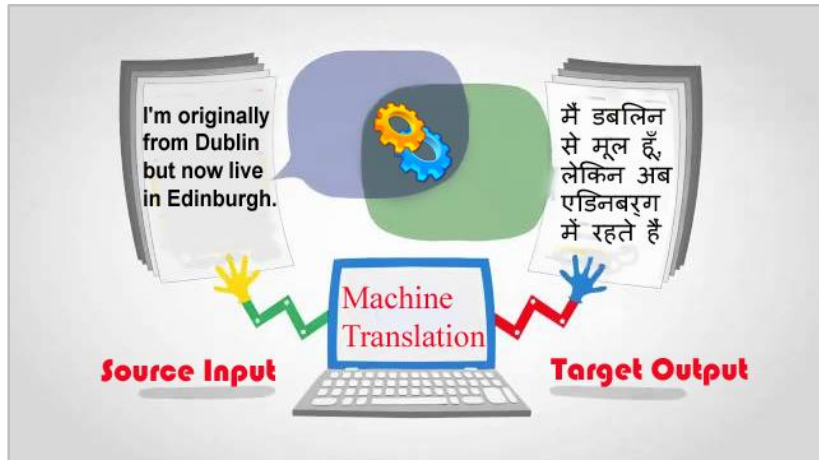 I'm originally
from Dublin
but now live
in Edinburgh.
मैं डबलिन
से मूल हूँ,
लेकिन अब
एडिनबर्ग
में रहते हैं
Machine
Translation
Source Input
Target Output